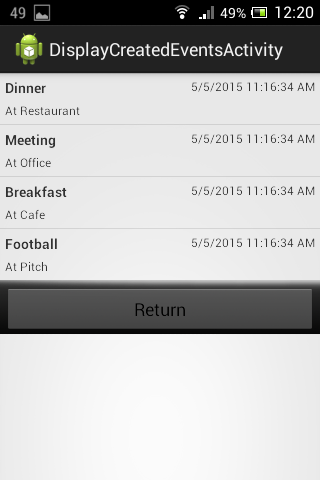 49 49% 12:20
DisplayCreatedEventsActivity
Dinner 5/5/2015 11:16:34 AM
At Restaurant
Meeting 5/5/2015 11:16:34 AM
At Office
Breakfast 5/5/2015 11:16:34 AM
At Cafe
Football 5/5/2015 11:16:34 AM
At Pitch
Return